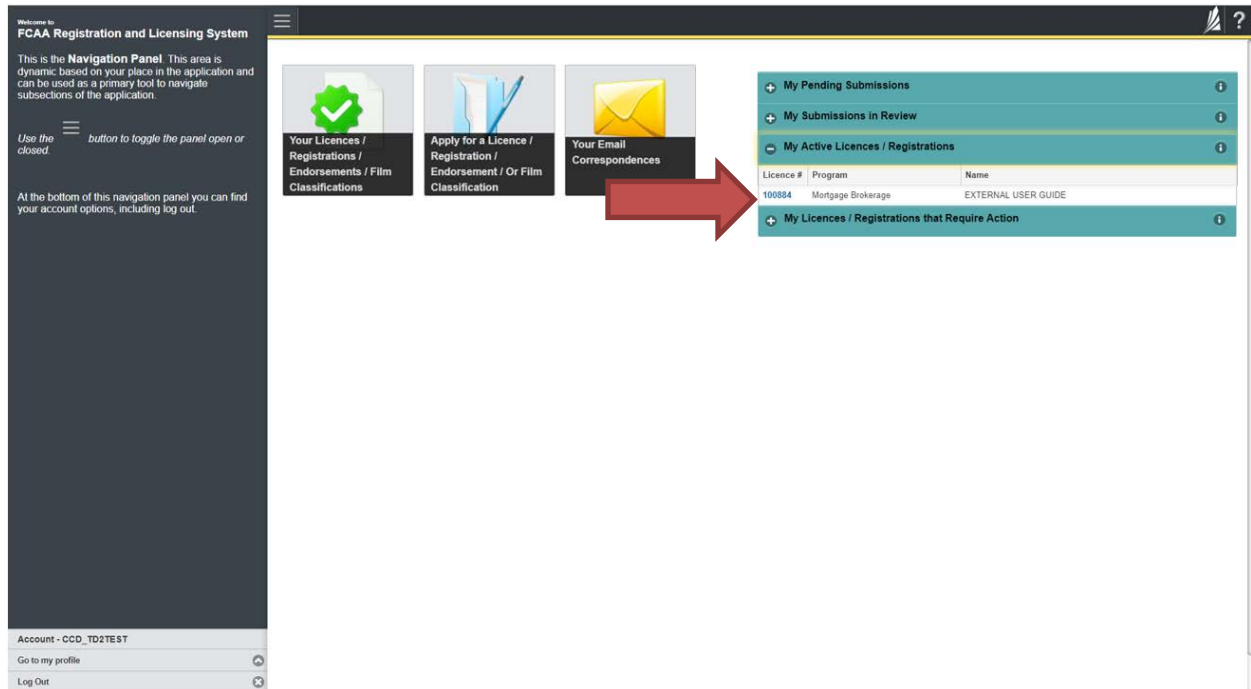 Welcome to
FCAA Registration and Licensing System
This is the Navigation Panel. This area is
dynamic based on your place in the application and
can be used as a primary tool to navigate
subsections of the application.
Use the button to toggle the panel open or
closed.
At the bottom of this navigation panel you can find
your account options, including log out.
Account - CCD_TD2TEST
Go to my profile
Log Out
?
Your Licences /
Registrations /
Endorsements / Film
Classifications
Apply for a Licence /
Registration /
Endorsement / Or Film
Classification
Your Email
Correspondences
My Pending Submissions
My Submissions in Review
My Active Licences / Registrations
Licence # Program Name
100884 Mortgage Brokerage EXTERNAL USER GUIDE
My Licences / Registrations that Require Action